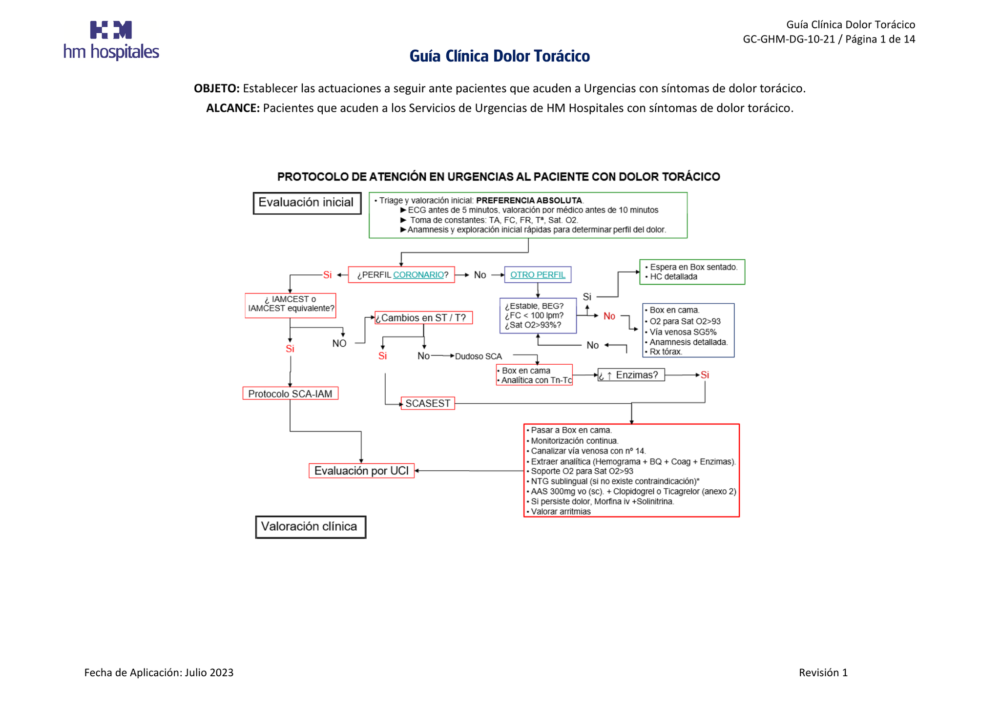 hm hospitales
Guía Clínica Dolor Torácico
GC-GHM-DG-10-21 / Página 1 de 14
Guía Clínica Dolor Torácico
OBJETO: Establecer las actuaciones a seguir ante pacientes que acuden a Urgencias con síntomas de dolor torácico.
ALCANCE: Pacientes que acuden a los Servicios de Urgencias de HM Hospitales con síntomas de dolor torácico.
PROTOCOLO DE ATENCIÓN EN URGENCIAS AL PACIENTE CON DOLOR TORÁCICO
Evaluación inicial
• Triage y valoración inicial: PREFERENCIA ABSOLUTA.
►ECG antes de 5 minutos, valoración por médico antes de 10 minutos
► Toma de constantes: TA, FC, FR, Tª, Sat. O2.
►Anamnesis y exploración inicial rápidas para determinar perfil del dolor.
Si
¿PERFIL CORONARIO?
No
OTRO PERFIL
• Espera en Box sentado.
• HC detallada
¿ IAMCEST o
IAMCEST equivalente?
¿Cambios en ST / T?
¿Estable, BEG?
¿FC < 100 lpm?
¿Sat O2>93%?
Si
No
• Box en cama.
• O2 para Sat O2>93
• Vía venosa SG5%
• Anamnesis detallada.
• Rx tórax.
Si
NO
Si
No
Dudoso SCA
No
• Box en cama
• Analítica con Tn-Tc
¿ ↑ Enzimas?
Si
Protocolo SCA-IAM
SCASEST
• Pasar a Box en cama.
• Monitorización continua.
• Canalizar vía venosa con nº 14.
• Extraer analítica (Hemograma + BQ + Coag + Enzimas).
• Soporte O2 para Sat O2>93
• NTG sublingual (si no existe contraindicación)*
• AAS 300mg vo (sc). + Clopidogrel o Ticagrelor (anexo 2)
• Si persiste dolor, Morfina iv +Solinitrina.
• Valorar arritmias
Evaluación por UCI
Valoración clínica
Fecha de Aplicación: Julio 2023
Revisión 1